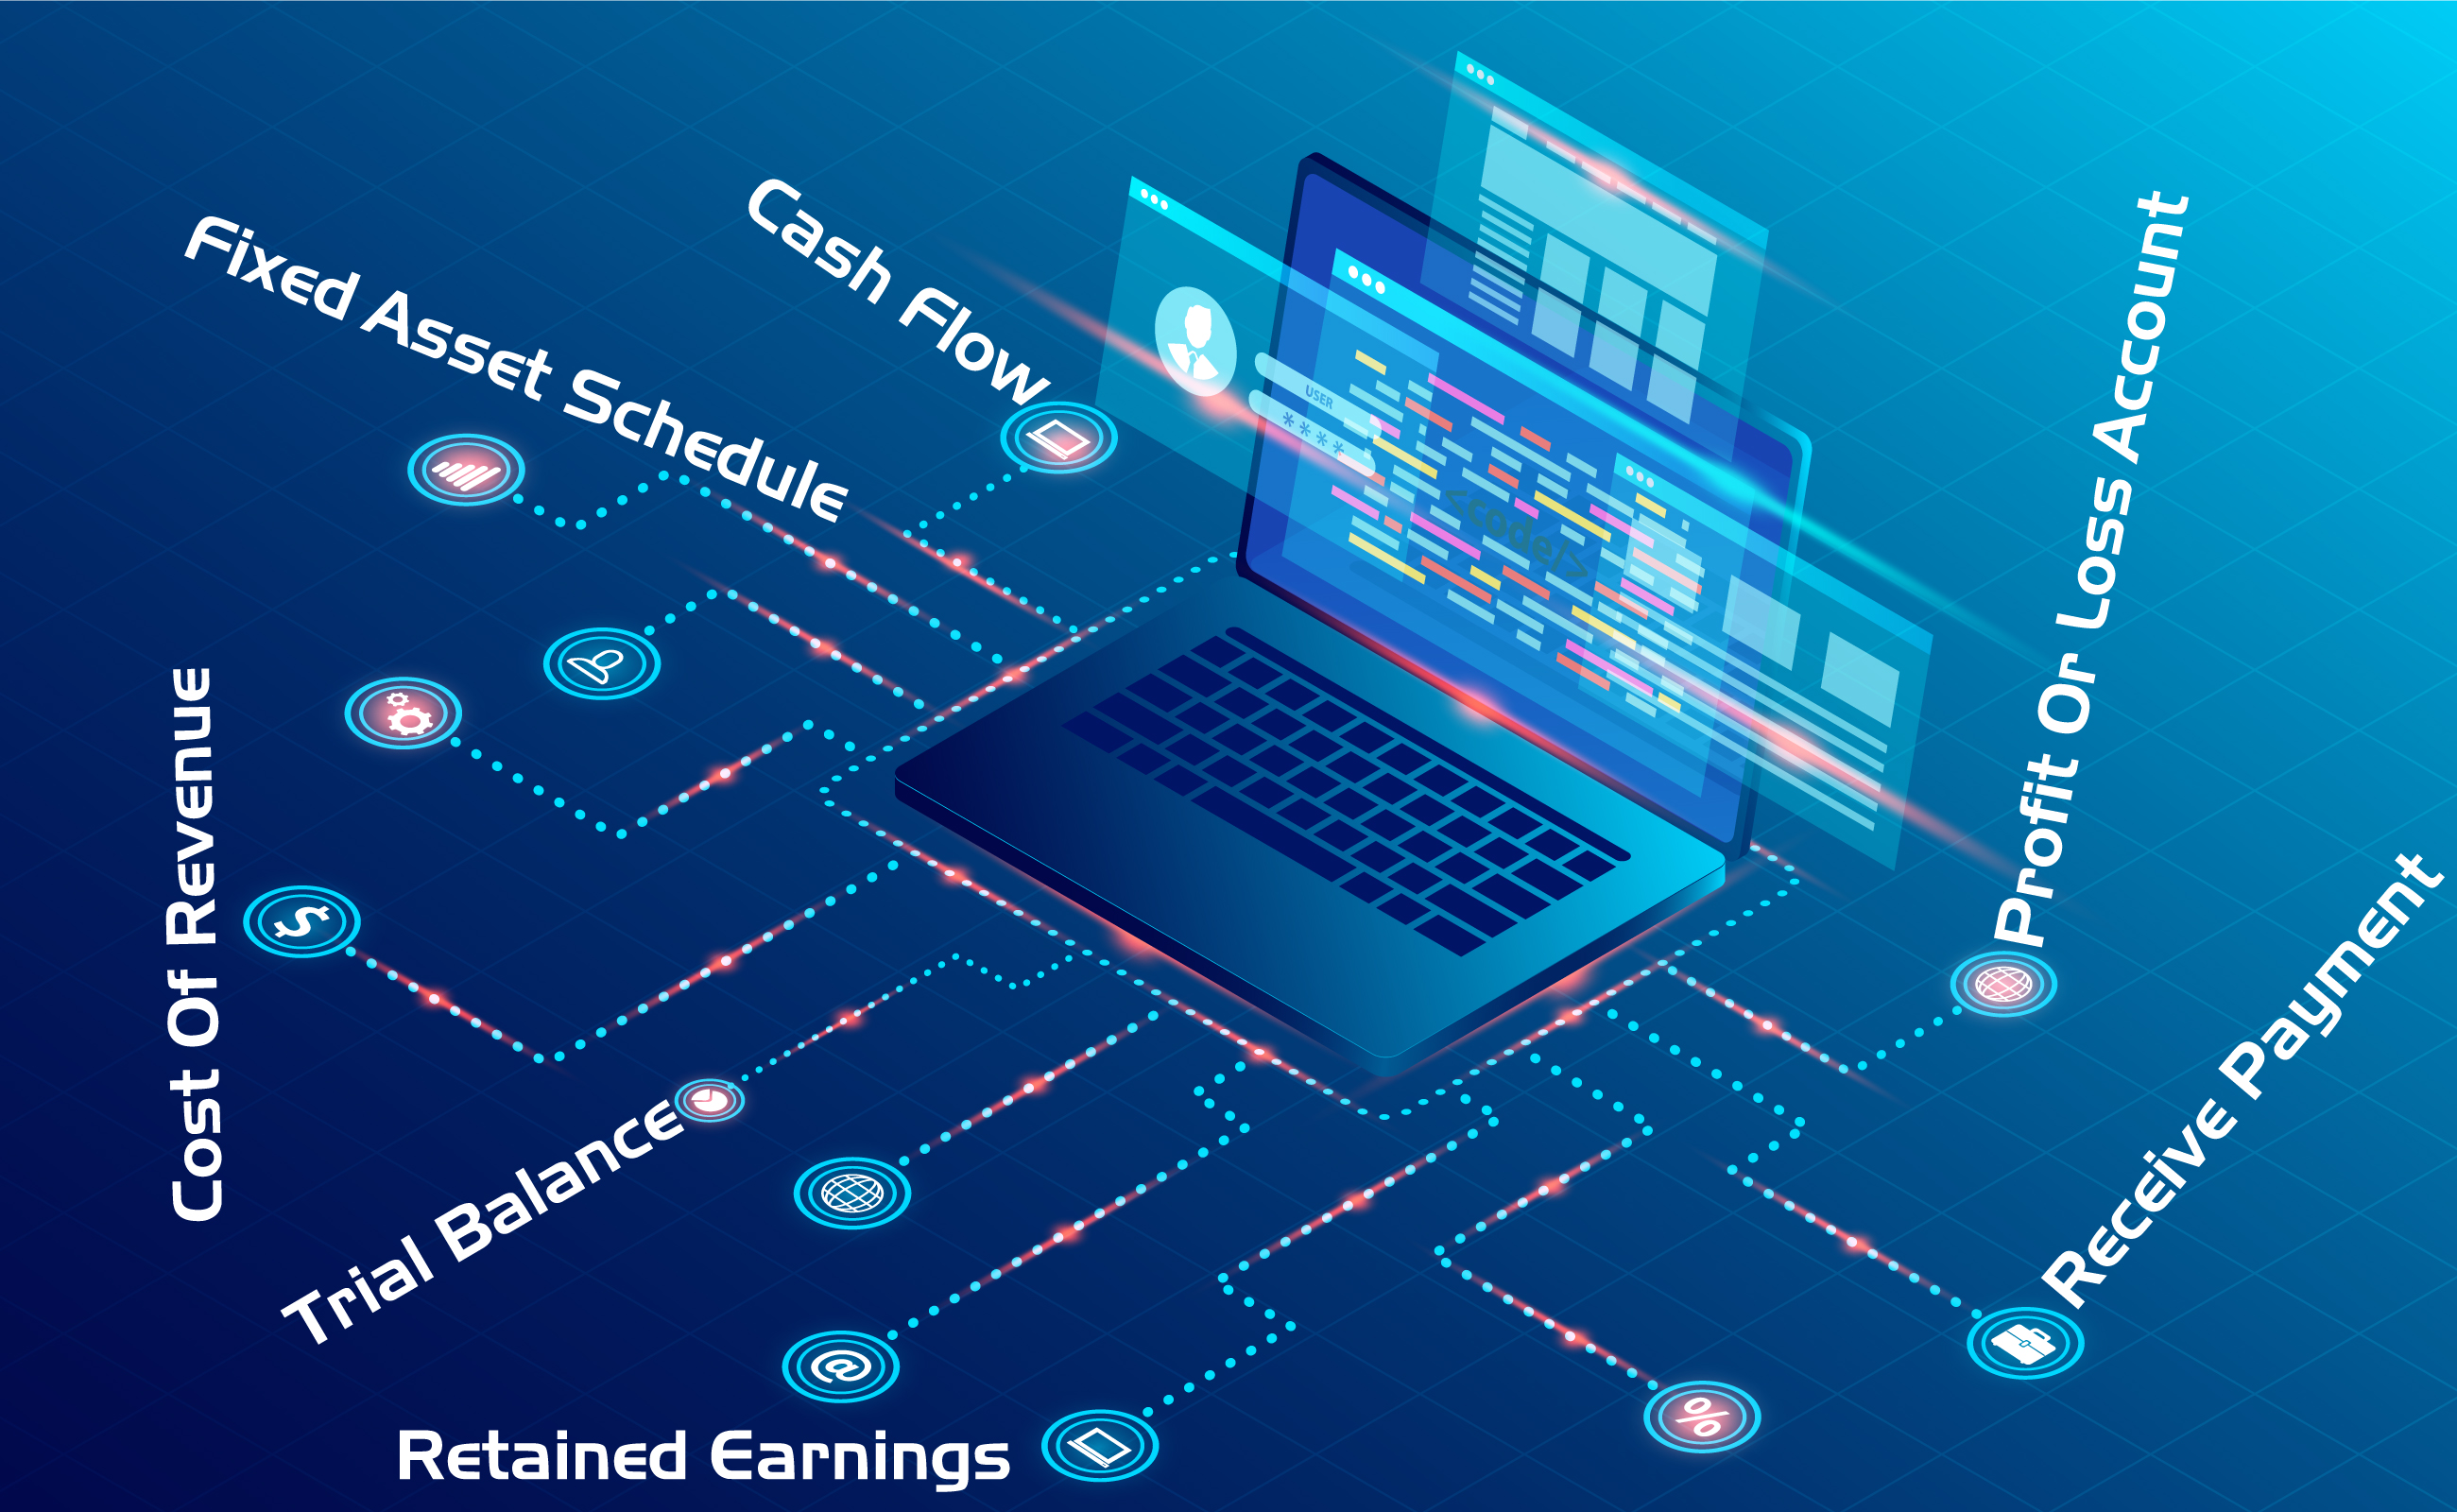 Cash Flow
Fixed Asset Schedule
Profit Or Loss Account
USER
****
<code/>
Cost Of Revenue
Receive Payment
Trial Balance
Retained Earnings
$
@
%